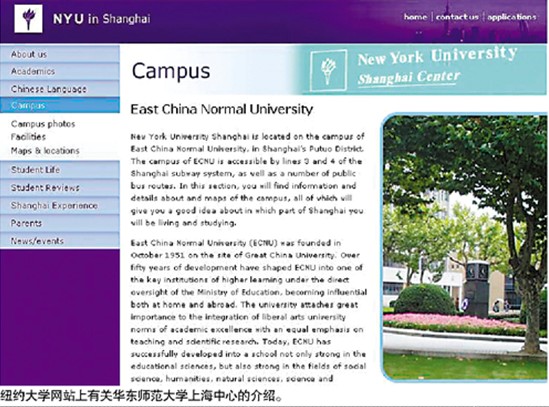 NYU in Shanghai
home | contact us | applications
About us
Academics
Chinese Language
Campus
Campus photos
Facilities
Maps & locations
Student Life
Student Reviews
Shanghai Experience
Parents
News/events
Campus
New York University
Shanghai Center
East China Normal University
New York University Shanghai is located on the campus of
East China Normal University, in Shanghai's Putuo District.
The campus of ECNU is accessible by lines 3 and 4 of the
Shanghai subway system, as well as a number of public
bus routes. In this section, you will find information and
details about and maps of the campus, all of which will
give you a good idea about in which part of Shanghai you
will be living and studying.
East China Normal University (ECNU) was founded in
October 1951 on the site of Great China University. Over
fifty years of development have shaped ECNU into one of
the key institutions of higher learning under the direct
oversight of the Ministry of Education, becoming influential
both at home and abroad. The university attaches great
importance to the integration of liberal arts university
norms of academic excellence with an equal emphasis on
teaching and scientific research. Today, ECNU has
successfully developed into a school not only strong in the
educational sciences, but also strong in the fields of social
science, humanities, natural sciences, science and
纽约大学网站上有关华东师范大学上海中心的介绍。